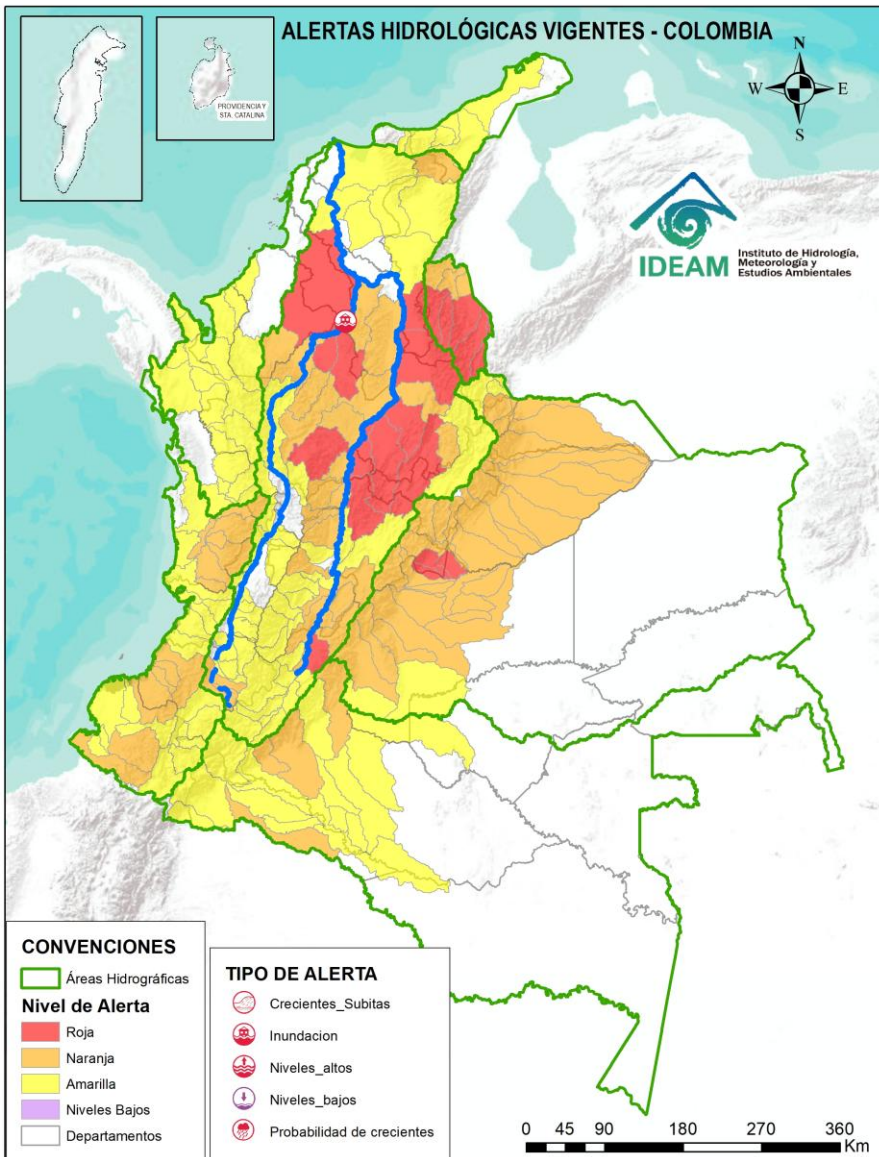 ALERTAS HIDROLÓGICAS VIGENTES - COLOMBIA
PROVIDENCIA Y
STA. CATALINA
N
W
E
S
IDEAM
Instituto de Hidrología,
Meteorología y
Estudios Ambientales
CONVENCIONES
Áreas Hidrográficas
Nivel de Alerta
Roja
Naranja
Amarilla
Niveles Bajos
Departamentos
TIPO DE ALERTA
Crecientes_Subitas
Inundacion
Niveles_altos
Niveles_bajos
Probabilidad de crecientes
0 45 90 180 270 360
Km